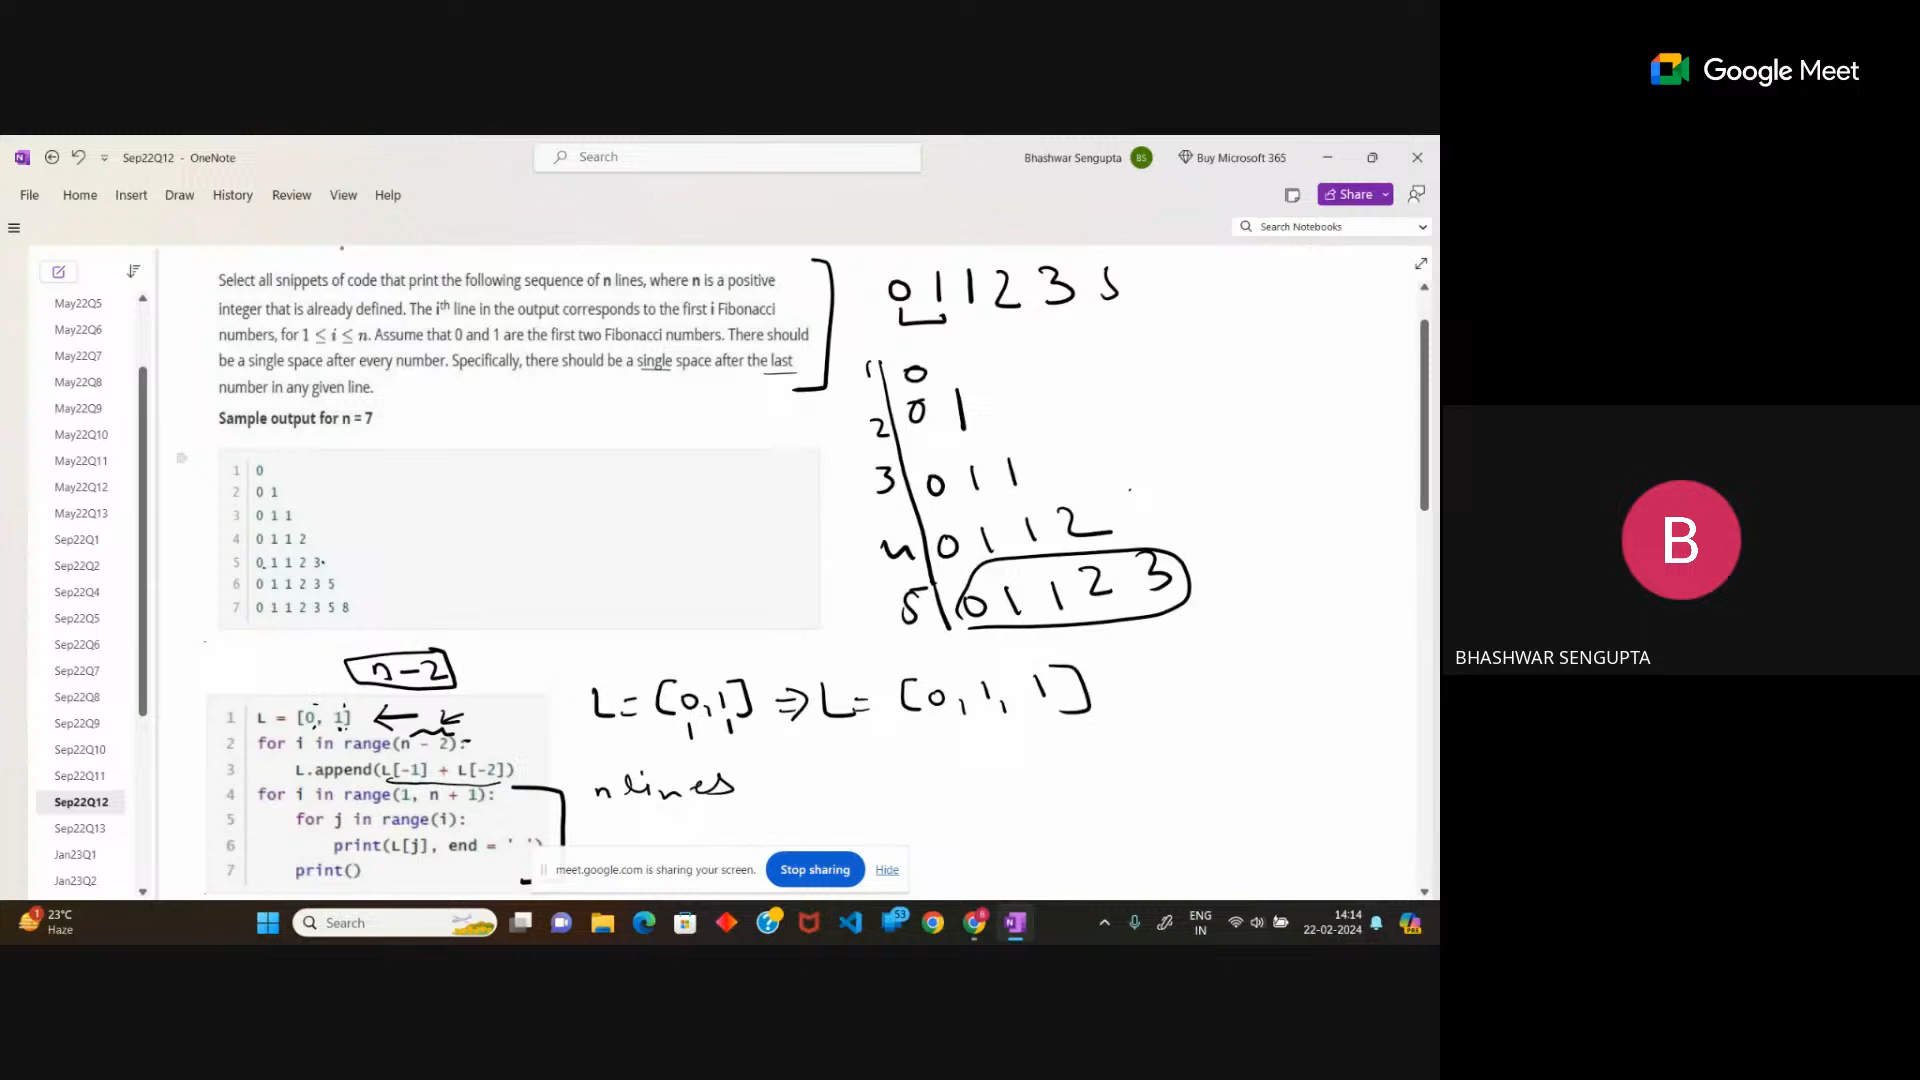 Google Meet
Sep22Q12 - OneNote
Search
Bhashwar Sengupta
BS
Buy Microsoft 365
File
Home
Insert
Draw
History
Review
View
Help
Share
Search Notebooks
May22Q5
May22Q6
May22Q7
May22Q8
May22Q9
May22Q10
May22Q11
May22Q12
May22Q13
Sep22Q1
Sep22Q2
Sep22Q4
Sep22Q5
Sep22Q6
Sep22Q7
Sep22Q8
Sep22Q9
Sep22Q10
Sep22Q11
Sep22Q12
Sep22Q13
Jan23Q1
Jan23Q2
Select all snippets of code that print the following sequence of n lines, where n is a positive
integer that is already defined. The iᵗʰ line in the output corresponds to the first i Fibonacci
numbers, for 1 ≤ i ≤ n. Assume that 0 and 1 are the first two Fibonacci numbers. There should
be a single space after every number. Specifically, there should be a single space after the last
number in any given line.
Sample output for n = 7
1 0
2 0 1
3 0 1 1
4 0 1 1 2
5 0 1 1 2 3
6 0 1 1 2 3 5
7 0 1 1 2 3 5 8
0 1 1 2 3 5
1 0
2 0 1
3 0 1 1
4 0 1 1 2
5 0 1 1 2 3
n-2
1 L = [0, 1]
2 for i in range(n - 2):
3 L.append(L[-1] + L[-2])
4 for i in range(1, n + 1):
5 for j in range(i):
6 print(L[j], end = ' ')
7 print()
L = [0,1] ⇒ L = [0, 1, 1]
n lines
meet.google.com is sharing your screen.
Stop sharing
Hide
B
BHASHWAR SENGUPTA
1
23°C
Haze
Search
53
ENG
IN
14:14
22-02-2024